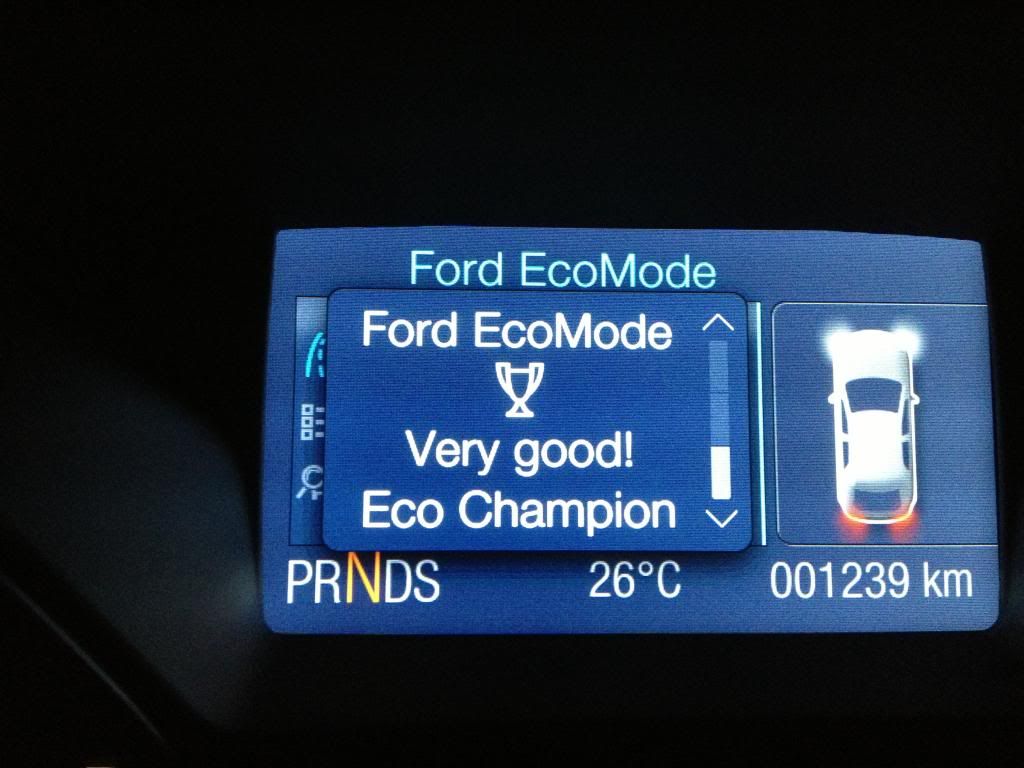 Ford EcoMode
Ford EcoMode
Very good!
Eco Champion
PRNDS 26°C 001239 km